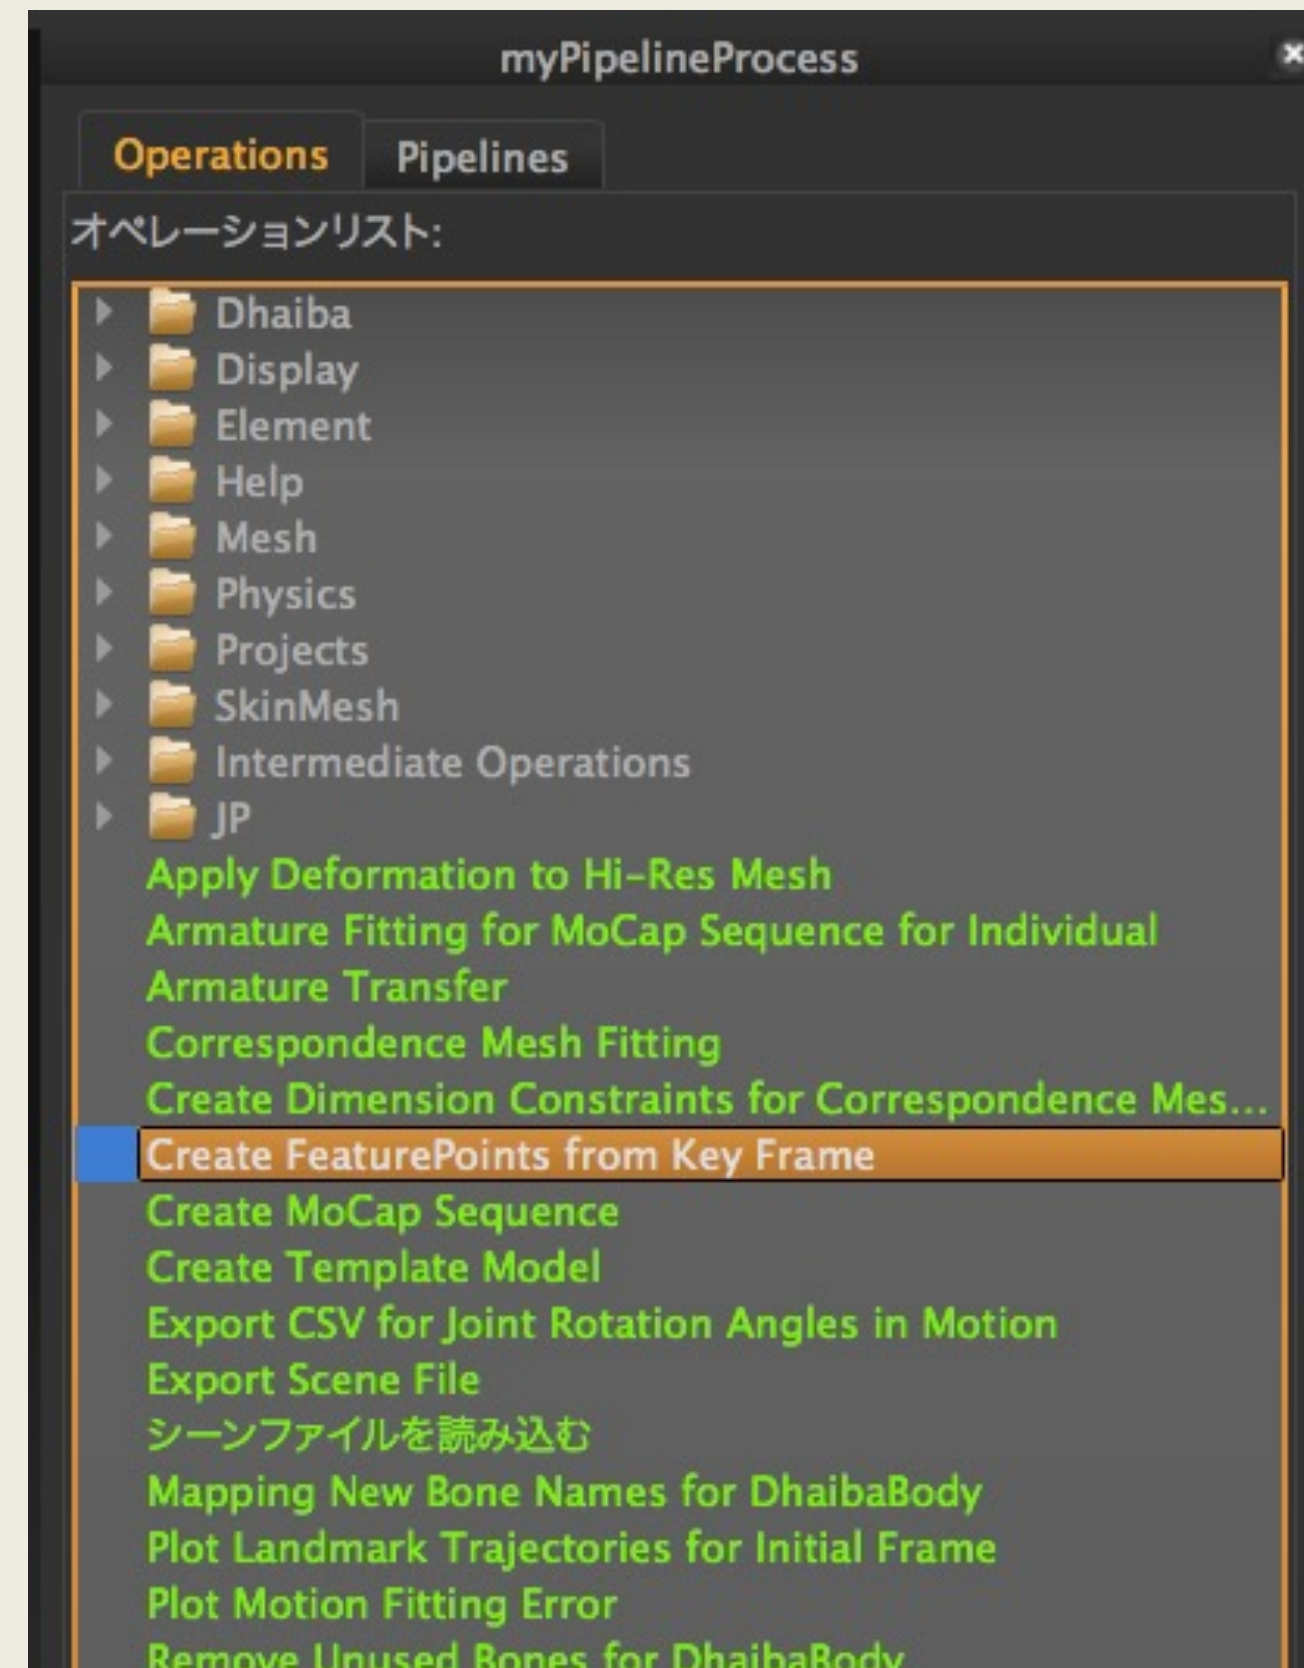 myPipelineProcess
Operations Pipelines
オペレーションリスト:
Dhaiba
Display
Element
Help
Mesh
Physics
Projects
SkinMesh
Intermediate Operations
JP
Apply Deformation to Hi-Res Mesh
Armature Fitting for MoCap Sequence for Individual
Armature Transfer
Correspondence Mesh Fitting
Create Dimension Constraints for Correspondence Mes...
Create FeaturePoints from Key Frame
Create MoCap Sequence
Create Template Model
Export CSV for Joint Rotation Angles in Motion
Export Scene File
シーンファイルを読み込む
Mapping New Bone Names for DhaibaBody
Plot Landmark Trajectories for Initial Frame
Plot Motion Fitting Error
Remove Unused Bones for DhaibaBody